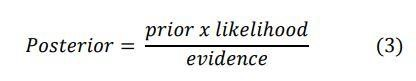 Posterior = prior x likelihood / evidence (3)